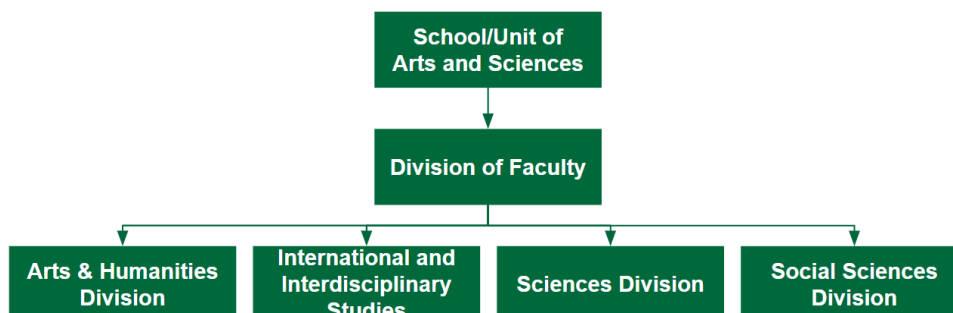 School/Unit of
Arts and Sciences
Division of Faculty
Arts & Humanities
Division
International and
Interdisciplinary
Studies
Sciences Division
Social Sciences
Division